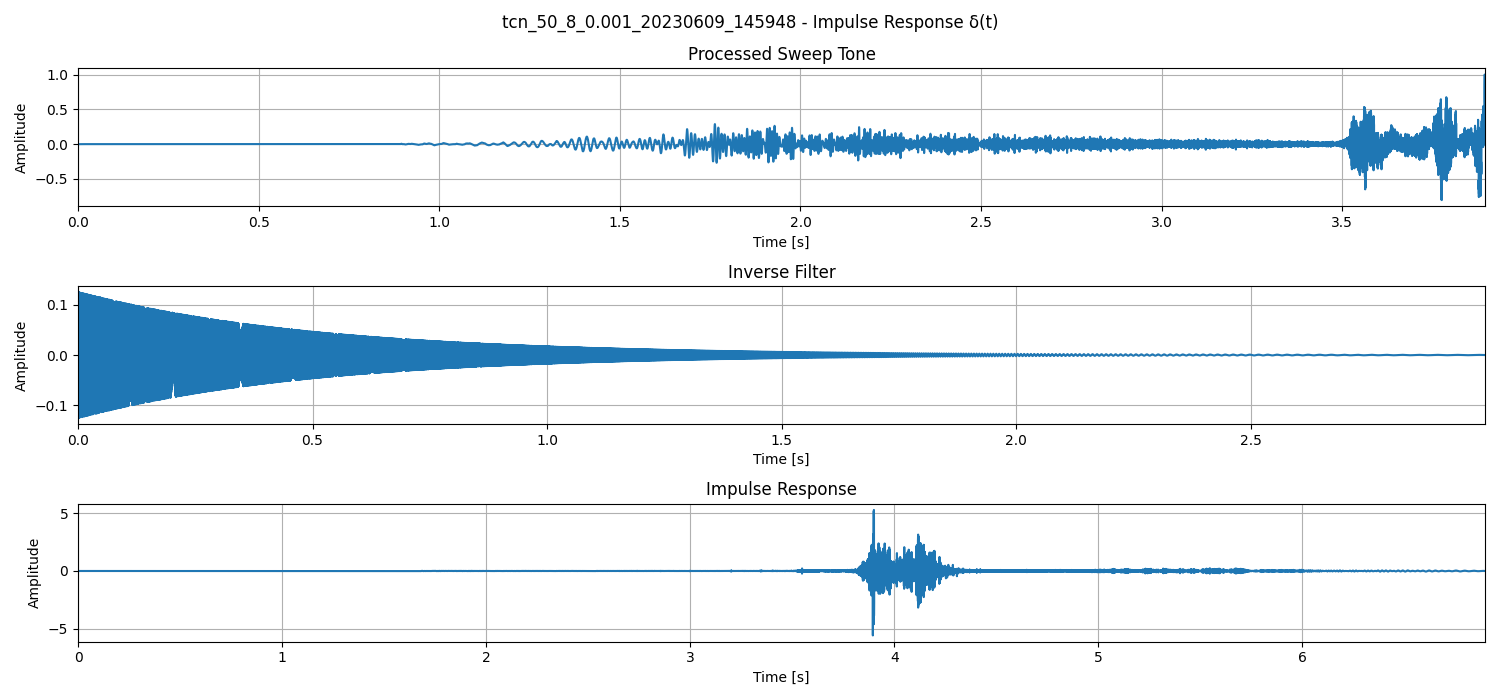 tcn_50_8_0.001_20230609_145948 - Impulse Response δ(t)
Processed Sweep Tone
Amplitude
1.0
0.5
0.0
−0.5
0.0 0.5 1.0 1.5 2.0 2.5 3.0 3.5
Time [s]
Inverse Filter
Amplitude
0.1
0.0
−0.1
0.0 0.5 1.0 1.5 2.0 2.5
Time [s]
Impulse Response
Amplitude
5
0
−5
0 1 2 3 4 5 6
Time [s]